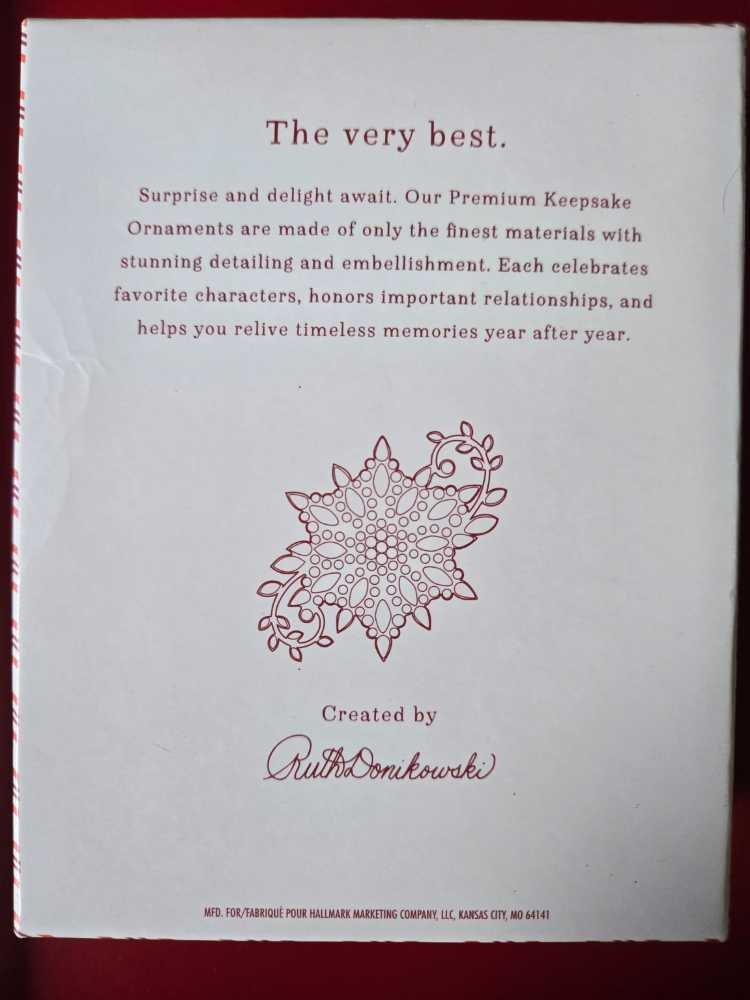 The very best.
Surprise and delight await. Our Premium Keepsake
Ornaments are made of only the finest materials with
stunning detailing and embellishment. Each celebrates
favorite characters, honors important relationships, and
helps you relive timeless memories year after year.
Created by
Ruth Donikowski
MFD. FOR/FABRIQUÉ POUR HALLMARK MARKETING COMPANY, LLC, KANSAS CITY, MO 64141